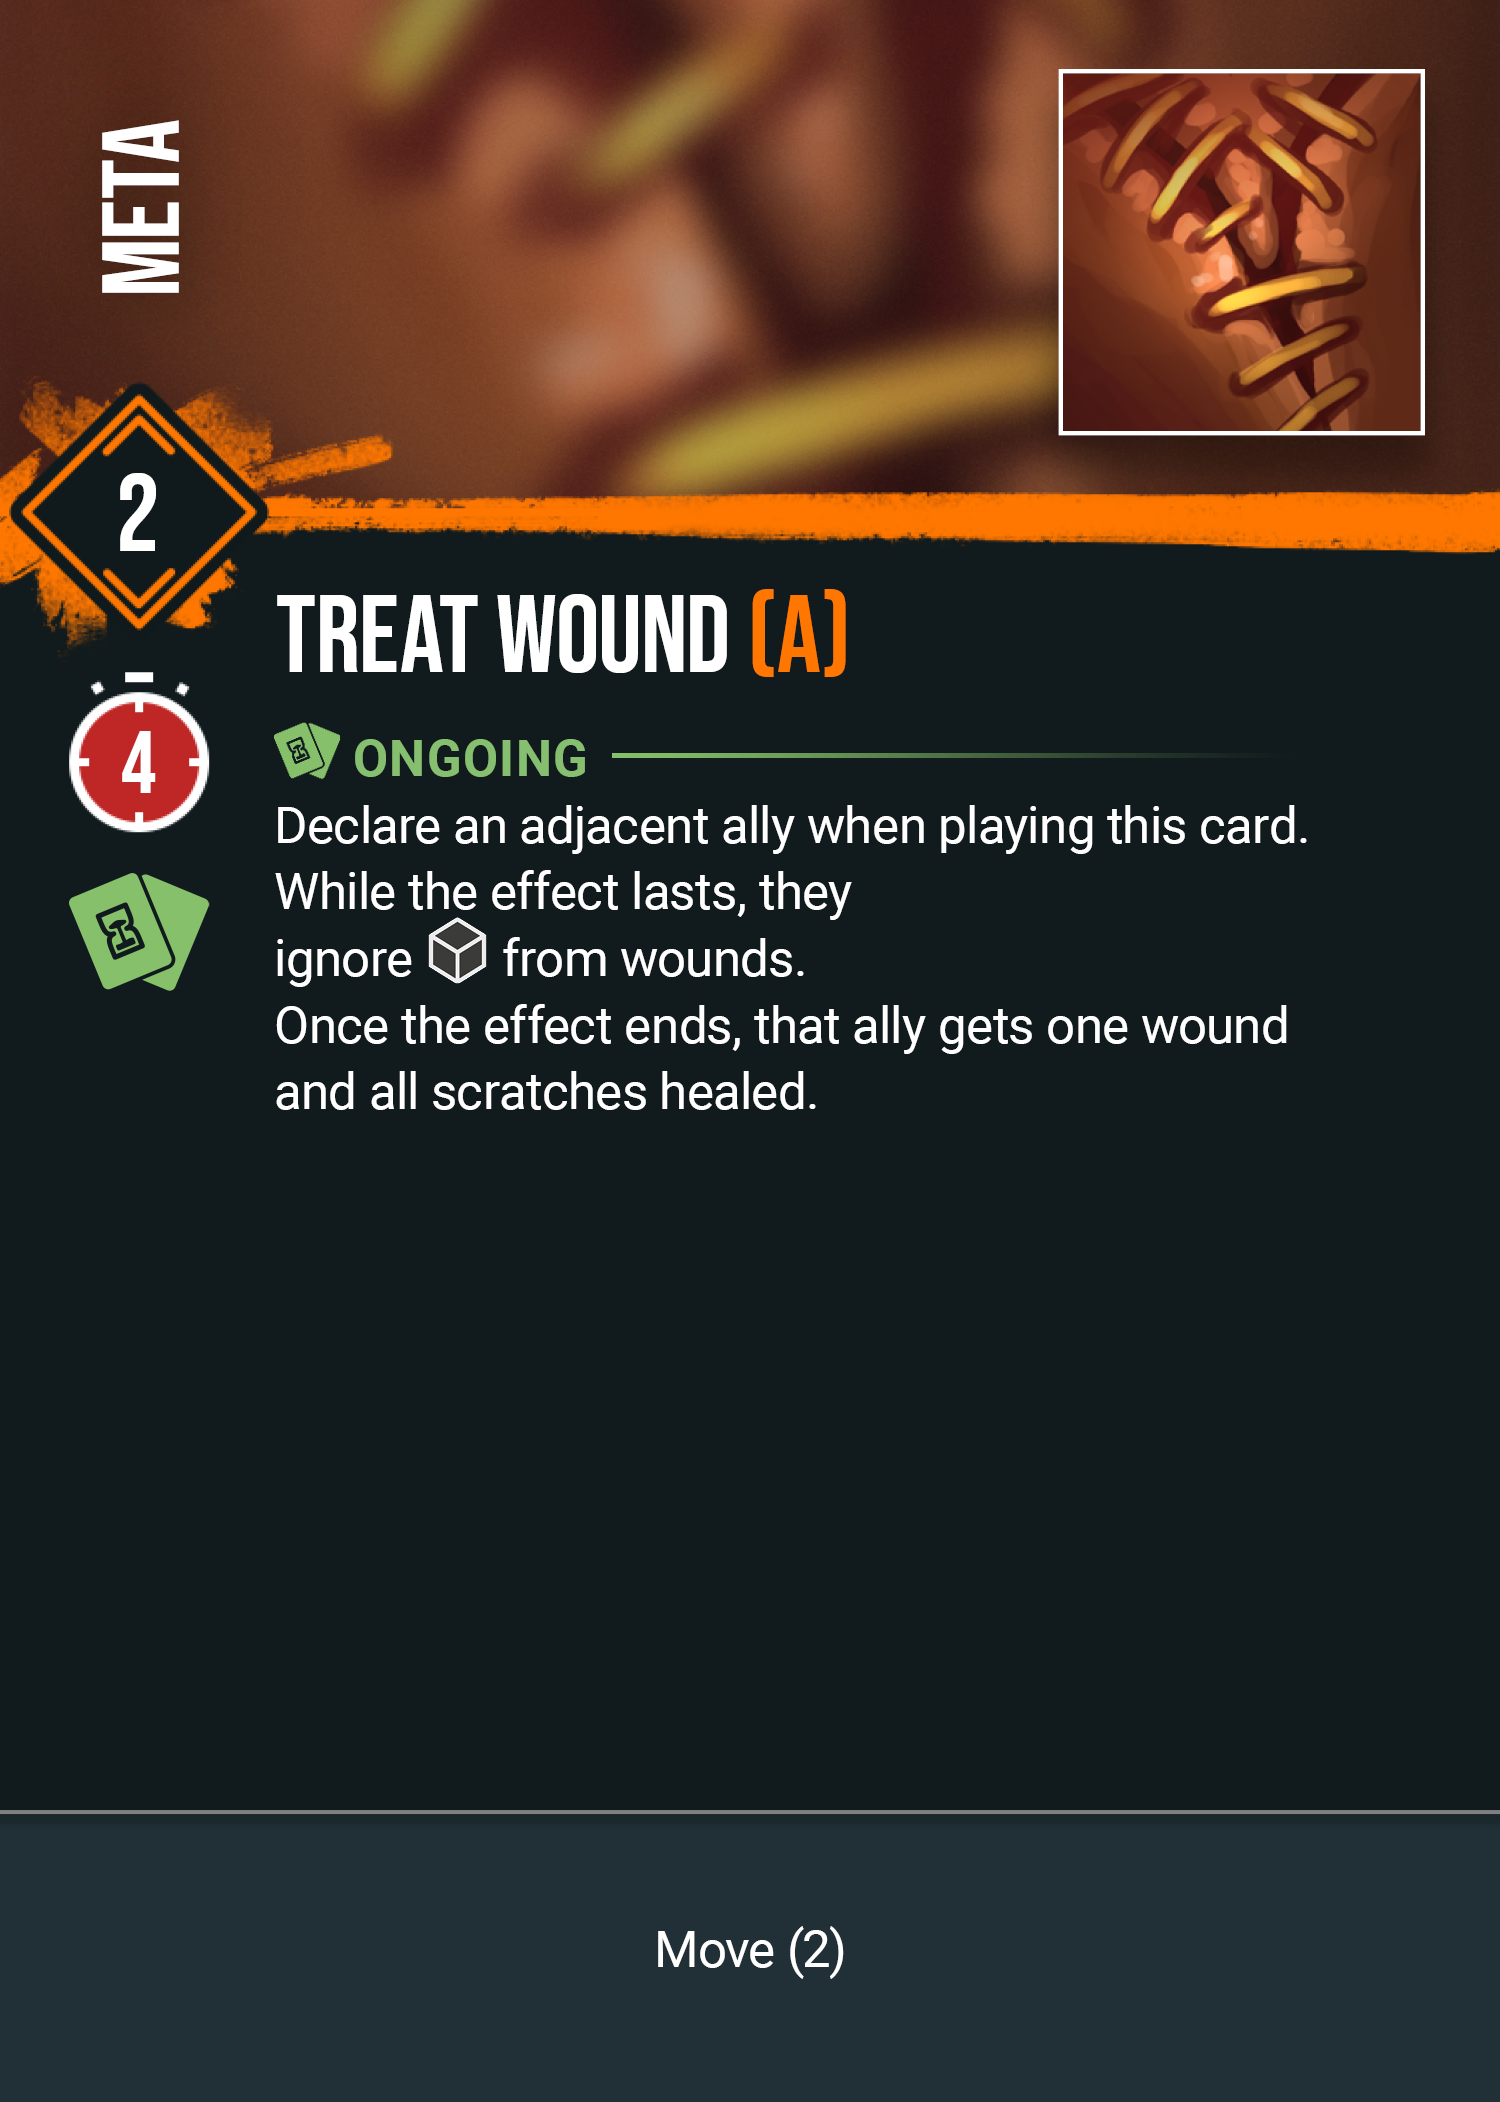 META
2
TREAT WOUND (A)
4
ONGOING
Declare an adjacent ally when playing this card.
While the effect lasts, they
ignore from wounds.
Once the effect ends, that ally gets one wound
and all scratches healed.
Move (2)